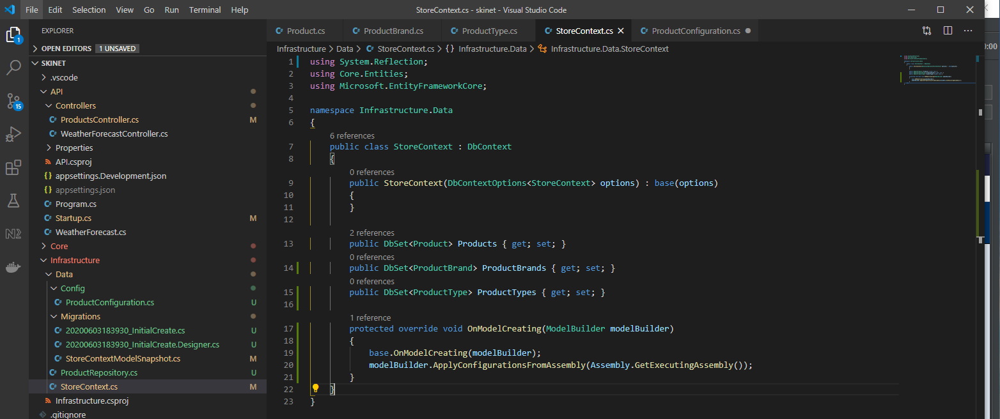 File Edit Selection View Go Run Terminal Help StoreContext.cs - skinet - Visual Studio Code
EXPLORER
OPEN EDITORS 1 UNSAVED
SKINET
.vscode
API
Controllers
ProductsController.cs M
WeatherForecastController.cs
Properties
API.csproj
{} appsettings.Development.json
{} appsettings.json
Program.cs
Startup.cs M
WeatherForecast.cs
Core
Infrastructure
Data
Config
ProductConfiguration.cs U
Migrations
20200603183930_InitialCreate.cs U
20200603183930_InitialCreate.Designer.cs U
StoreContextModelSnapshot.cs M
ProductRepository.cs U
StoreContext.cs M
Infrastructure.csproj
.gitignore
1
15
Product.cs ProductBrand.cs ProductType.cs StoreContext.cs ProductConfiguration.cs
Infrastructure > Data > StoreContext.cs > {} Infrastructure.Data > Infrastructure.Data.StoreContext
1 using System.Reflection;
2 using Core.Entities;
3 using Microsoft.EntityFrameworkCore;
4
5 namespace Infrastructure.Data
6 {
6 references
7 public class StoreContext : DbContext
8 {
0 references
9 public StoreContext(DbContextOptions<StoreContext> options) : base(options)
10 {
11 }
12
2 references
13 public DbSet<Product> Products { get; set; }
0 references
14 public DbSet<ProductBrand> ProductBrands { get; set; }
0 references
15 public DbSet<ProductType> ProductTypes { get; set; }
16
1 reference
17 protected override void OnModelCreating(ModelBuilder modelBuilder)
18 {
19 base.OnModelCreating(modelBuilder);
20 modelBuilder.ApplyConfigurationsFromAssembly(Assembly.GetExecutingAssembly());
21 }
22 }
23 }